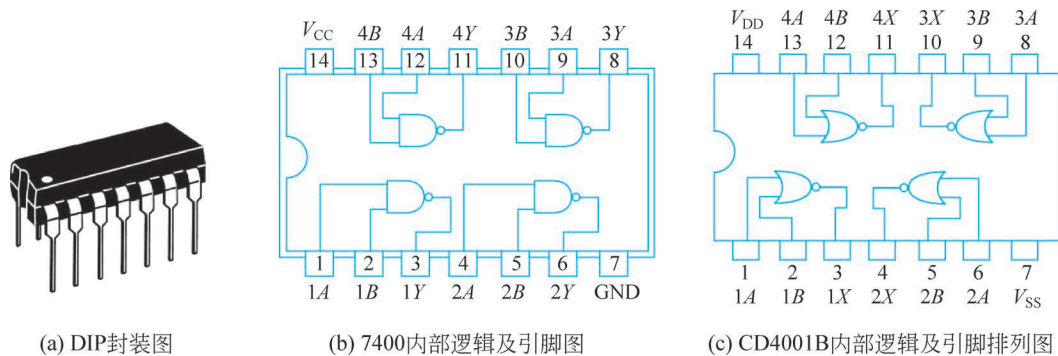 V_CC 4B 4A 4Y 3B 3A 3Y
14 13 12 11 10 9 8
1 2 3 4 5 6 7
1A 1B 1Y 2A 2B 2Y GND
V_DD 4A 4B 4X 3X 3B 3A
14 13 12 11 10 9 8
1 2 3 4 5 6 7
1A 1B 1X 2X 2B 2A V_SS
(a) DIP封装图
(b) 7400内部逻辑及引脚图
(c) CD4001B内部逻辑及引脚排列图